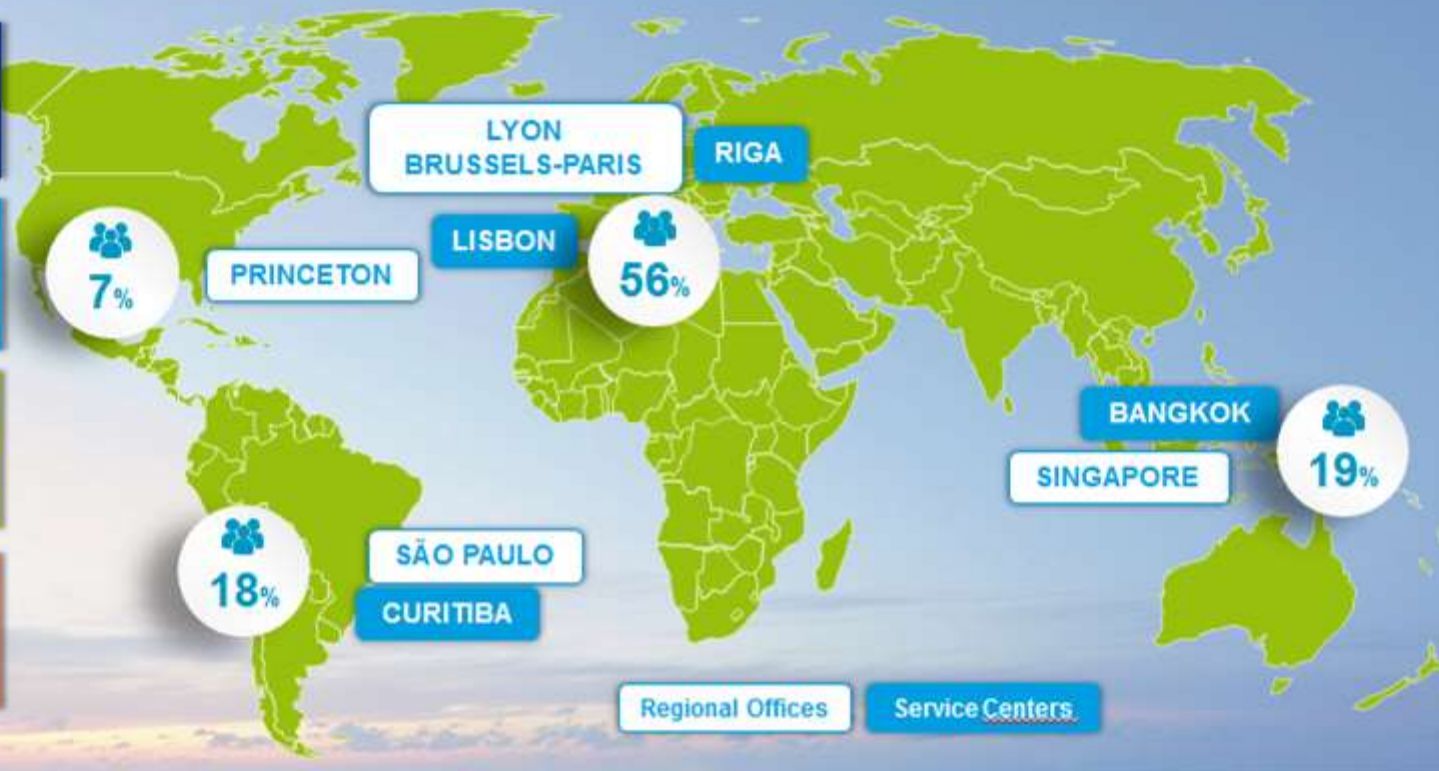 LYON
BRUSSELS-PARIS
RIGA
LISBON
56%
7%
PRINCETON
BANGKOK
SINGAPORE
19%
18%
SÃO PAULO
CURITIBA
Regional Offices
Service Centers